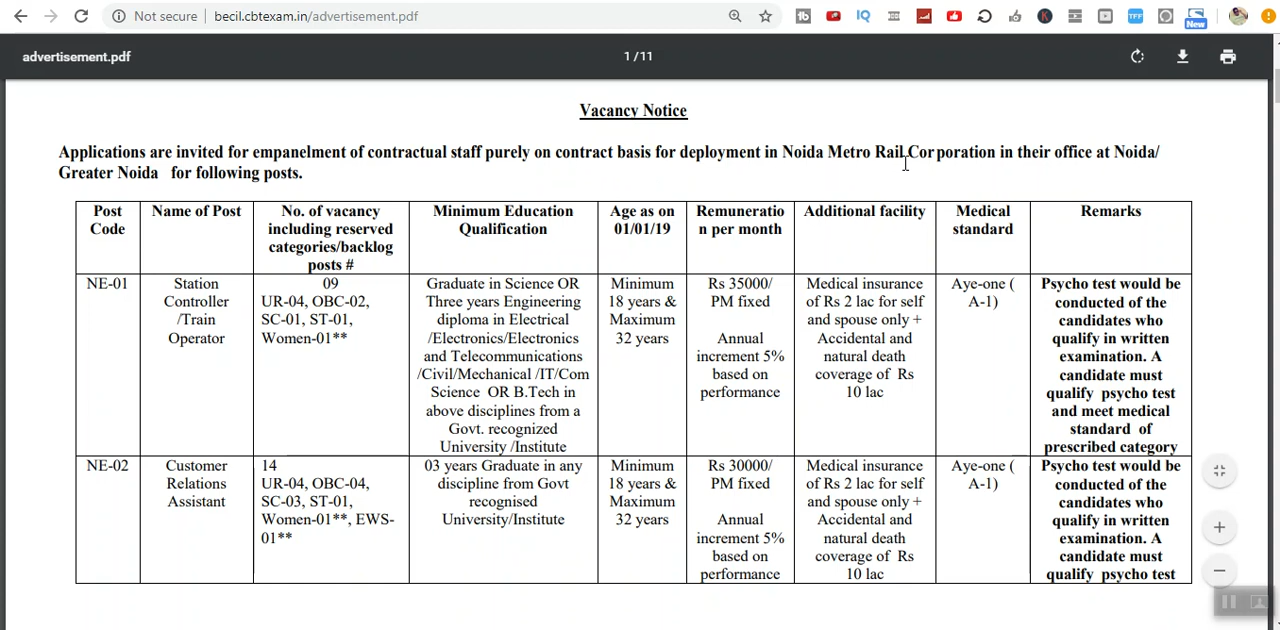 Not secure | becil.cbtexam.in/advertisement.pdf
New
advertisement.pdf
1 / 11
Vacancy Notice
Applications are invited for empanelment of contractual staff purely on contract basis for deployment in Noida Metro Rail Corporation in their office at Noida/
Greater Noida for following posts.
Post
Code
Name of Post
No. of vacancy
including reserved
categories/backlog
posts #
Minimum Education
Qualification
Age as on
01/01/19
Remuneratio
n per month
Additional facility
Medical
standard
Remarks
NE-01
Station
Controller
/Train
Operator
09
UR-04, OBC-02,
SC-01, ST-01,
Women-01**
Graduate in Science OR
Three years Engineering
diploma in Electrical
/Electronics/Electronics
and Telecommunications
/Civil/Mechanical /IT/Com
Science OR B.Tech in
above disciplines from a
Govt. recognized
University /Institute
Minimum
18 years &
Maximum
32 years
Rs 35000/
PM fixed
Annual
increment 5%
based on
performance
Medical insurance
of Rs 2 lac for self
and spouse only +
Accidental and
natural death
coverage of Rs
10 lac
Aye-one (
A-1)
Psycho test would be
conducted of the
candidates who
qualify in written
examination. A
candidate must
qualify psycho test
and meet medical
standard of
prescribed category
NE-02
Customer
Relations
Assistant
14
UR-04, OBC-04,
SC-03, ST-01,
Women-01**, EWS-
01**
03 years Graduate in any
discipline from Govt
recognised
University/Institute
Minimum
18 years &
Maximum
32 years
Rs 30000/
PM fixed
Annual
increment 5%
based on
performance
Medical insurance
of Rs 2 lac for self
and spouse only +
Accidental and
natural death
coverage of Rs
10 lac
Aye-one (
A-1)
Psycho test would be
conducted of the
candidates who
qualify in written
examination. A
candidate must
qualify psycho test